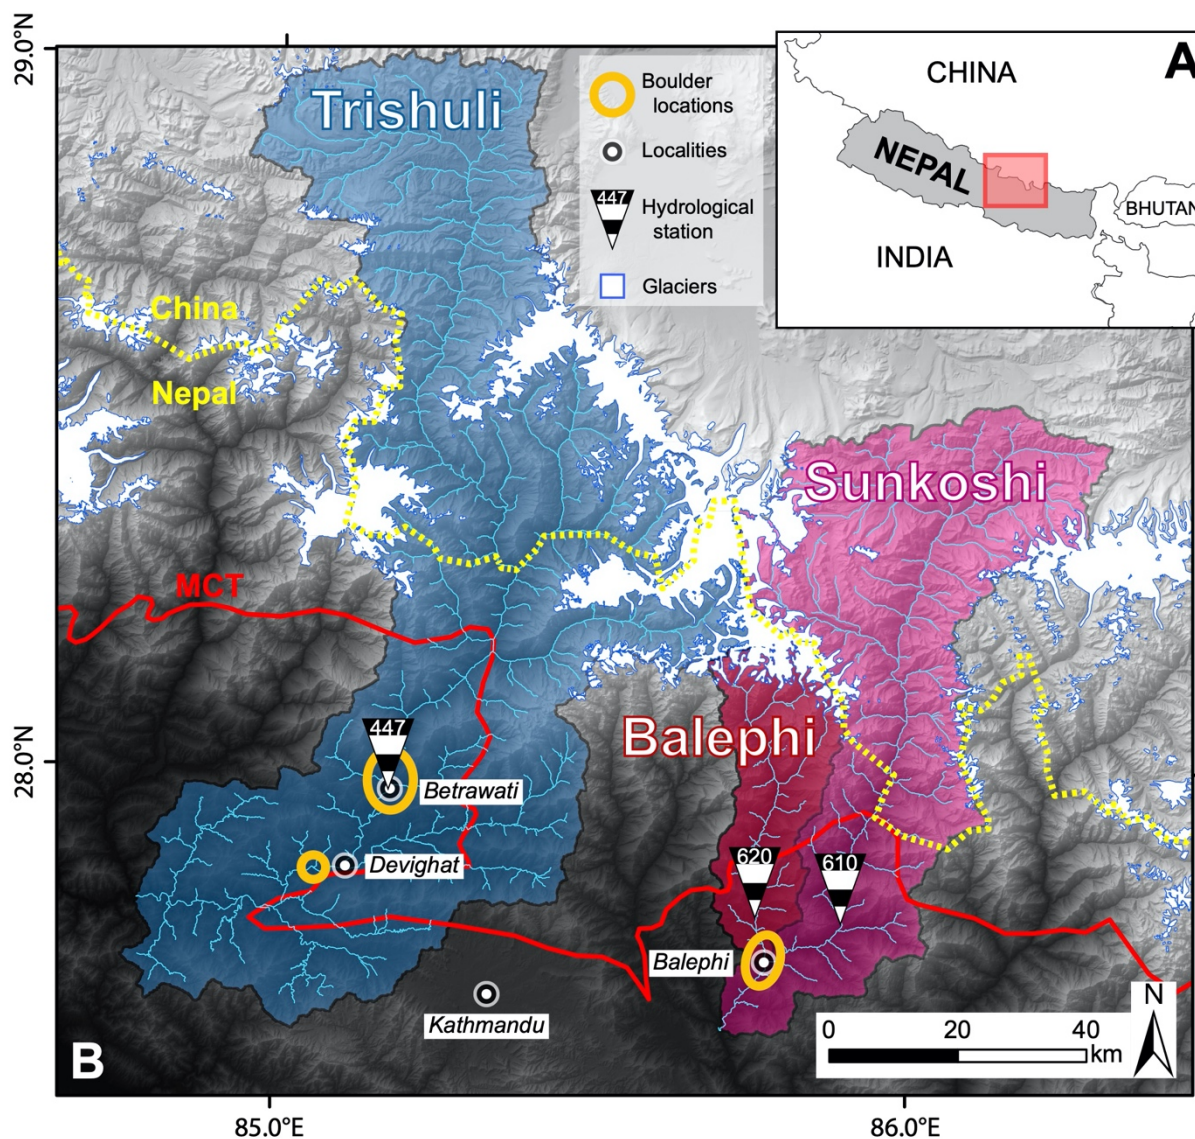 29.0°N
28.0°N
85.0°E
86.0°E
A
CHINA
NEPAL
INDIA
BHUTAN
Boulder
locations
Localities
447
Hydrological
station
Glaciers
Trishuli
China
Nepal
Sunkoshi
MCT
Balephi
447
Betrawati
Devighat
620
610
Balephi
Kathmandu
B
N
0 20 40
km